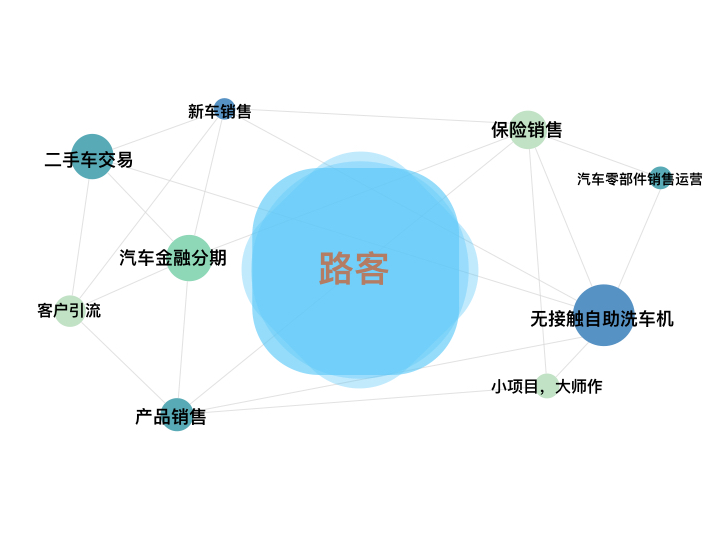 新车销售
保险销售
二手车交易
汽车零部件销售运营
汽车金融分期
路客
客户引流
无接触自助洗车机
小项目，大师作
产品销售